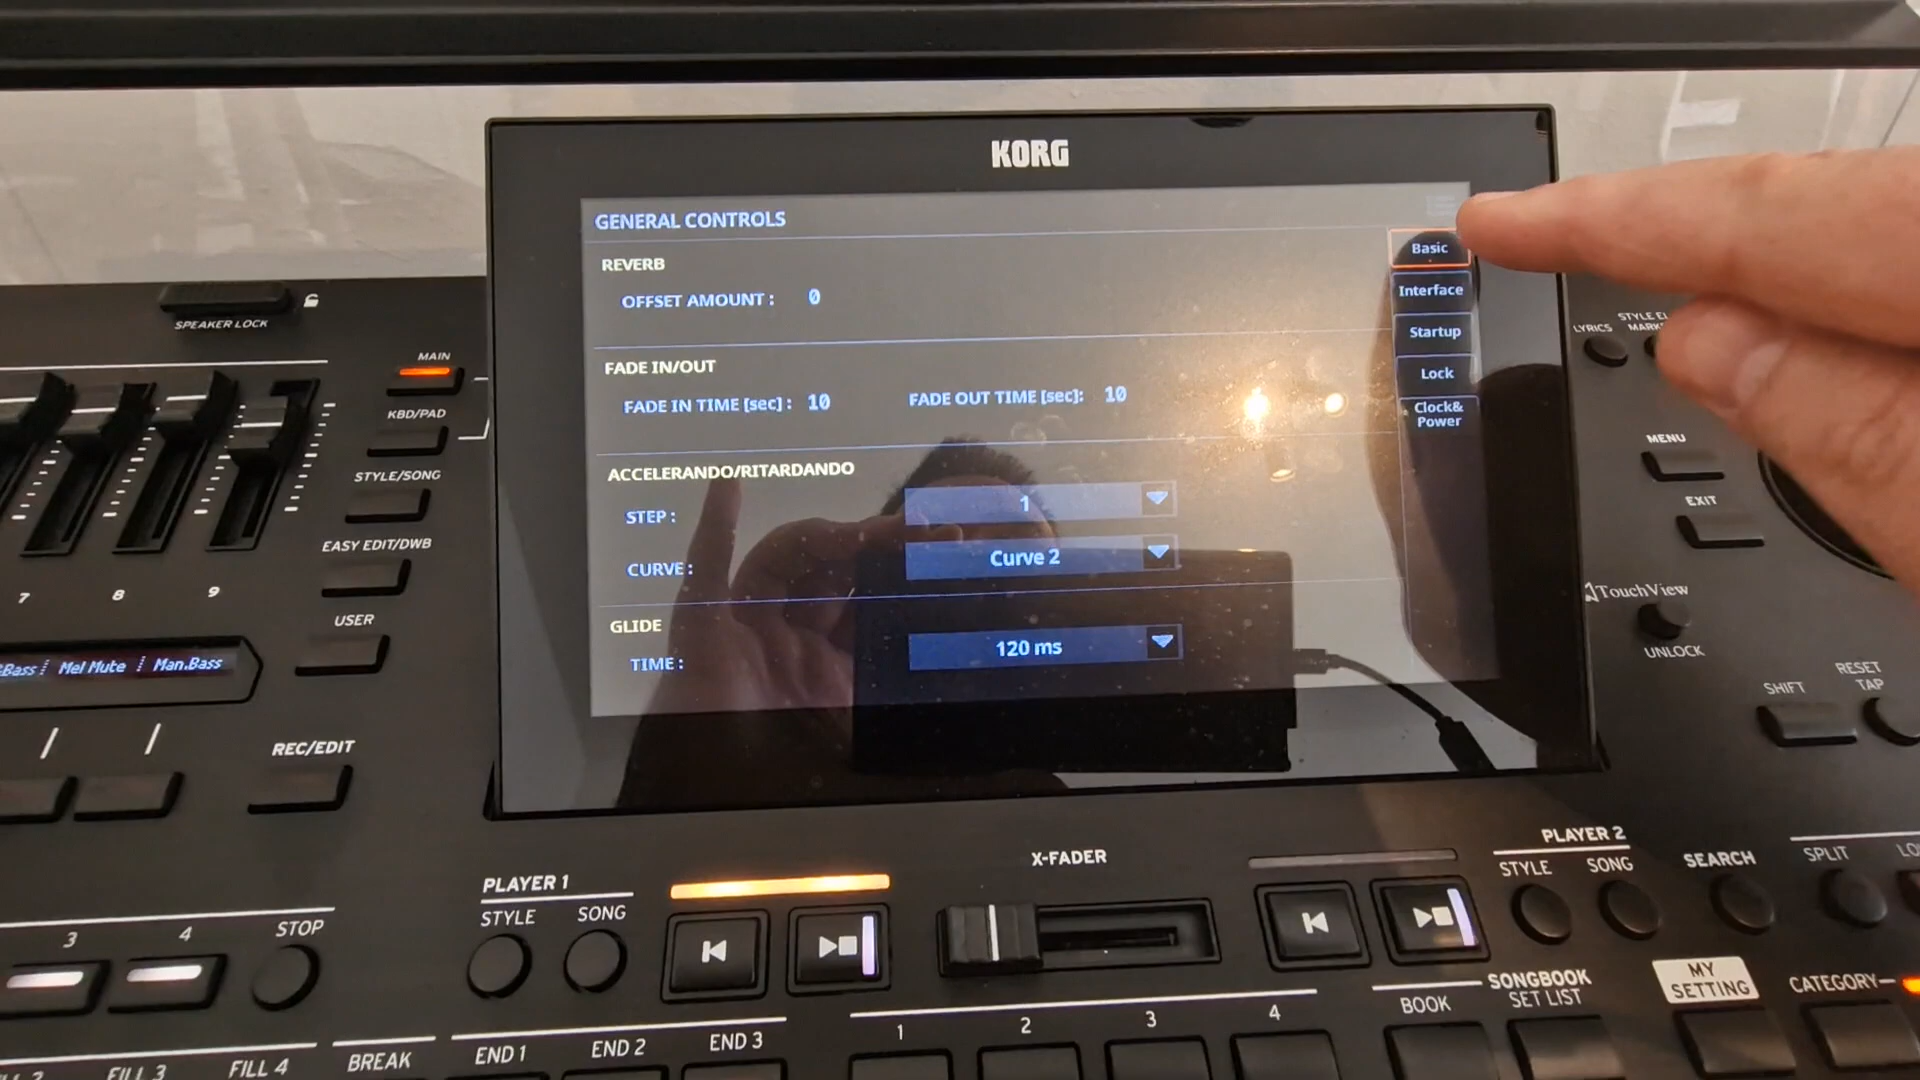 KORG
GENERAL CONTROLS
REVERB
OFFSET AMOUNT : 0
FADE IN/OUT
FADE IN TIME [sec] : 10 FADE OUT TIME [sec]: 10
ACCELERANDO/RITARDANDO
STEP : 1
CURVE : Curve 2
GLIDE
TIME : 120 ms
Basic
Interface
Startup
Lock
Clock&
Power
SPEAKER LOCK
MAIN
KBD/PAD
STYLE/SONG
EASY EDIT/DWB
USER
REC/EDIT
7 8 9
Bass Mel Mute Man.Bass
LYRICS
STYLE
MENU
EXIT
TouchView
UNLOCK
SHIFT
RESET
TAP
PLAYER 1
STYLE SONG
X-FADER
PLAYER 2
STYLE SONG
SEARCH
SPLIT
3 4 STOP
SONGBOOK
BOOK SET LIST
MY
SETTING
CATEGORY
FILL 3 FILL 4 BREAK
END 1 END 2 END 3
1 2 3 4